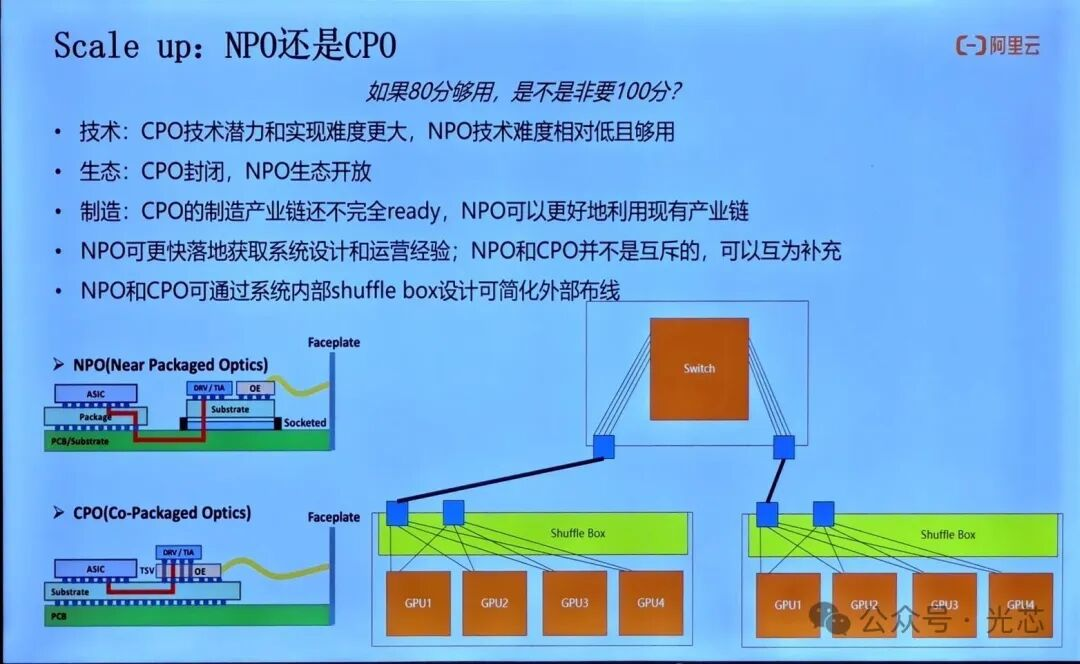 Scale up：NPO还是CPO
阿里云
如果80分够用，是不是非要100分？
• 技术：CPO技术潜力和实现难度更大，NPO技术难度相对低且够用
• 生态：CPO封闭，NPO生态开放
• 制造：CPO的制造产业链还不完全ready，NPO可以更好地利用现有产业链
• NPO可更快落地获取系统设计和运营经验；NPO和CPO并不是互斥的，可以互为补充
• NPO和CPO可通过系统内部shuffle box设计可简化外部布线
Faceplate
➢ NPO(Near Packaged Optics)
ASIC
DRV / TIA
OE
Package
Substrate
Socketed
PCB/Substrate
➢ CPO(Co-Packaged Optics)
Faceplate
DRV / TIA
ASIC
TSV
OE
Substrate
PCB
Switch
Shuffle Box
GPU1
GPU2
GPU3
GPU4
Shuffle Box
GPU1
GPU2
GPU3
GPU4
公众号·光芯